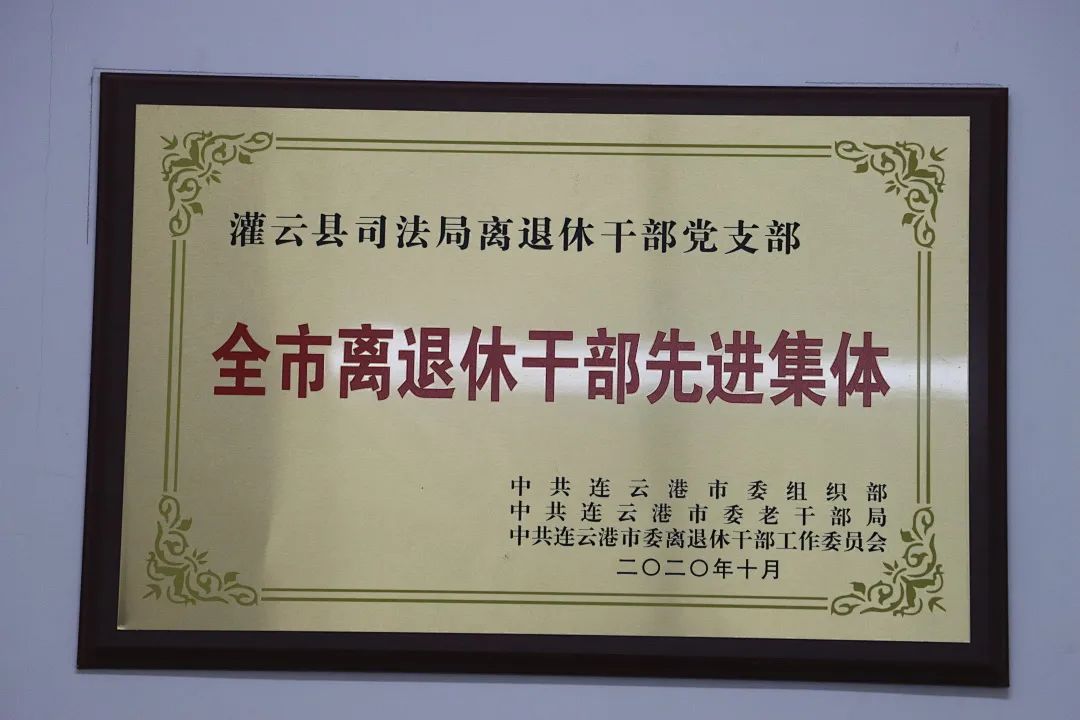 灌云县司法局离退休干部党支部
全市离退休干部先进集体
中共连云港市委组织部
中共连云港市委老干部局
中共连云港市委离退休干部工作委员会
二〇二〇年十月